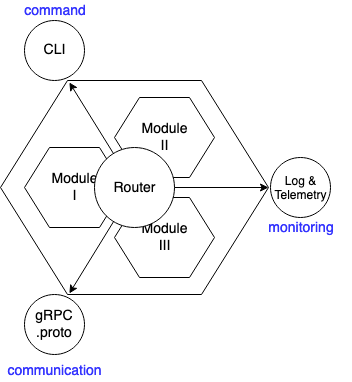 command
CLI
Module
II
Module
I
Router
Log &
Telemetry
monitoring
Module
III
gRPC
.proto
communication